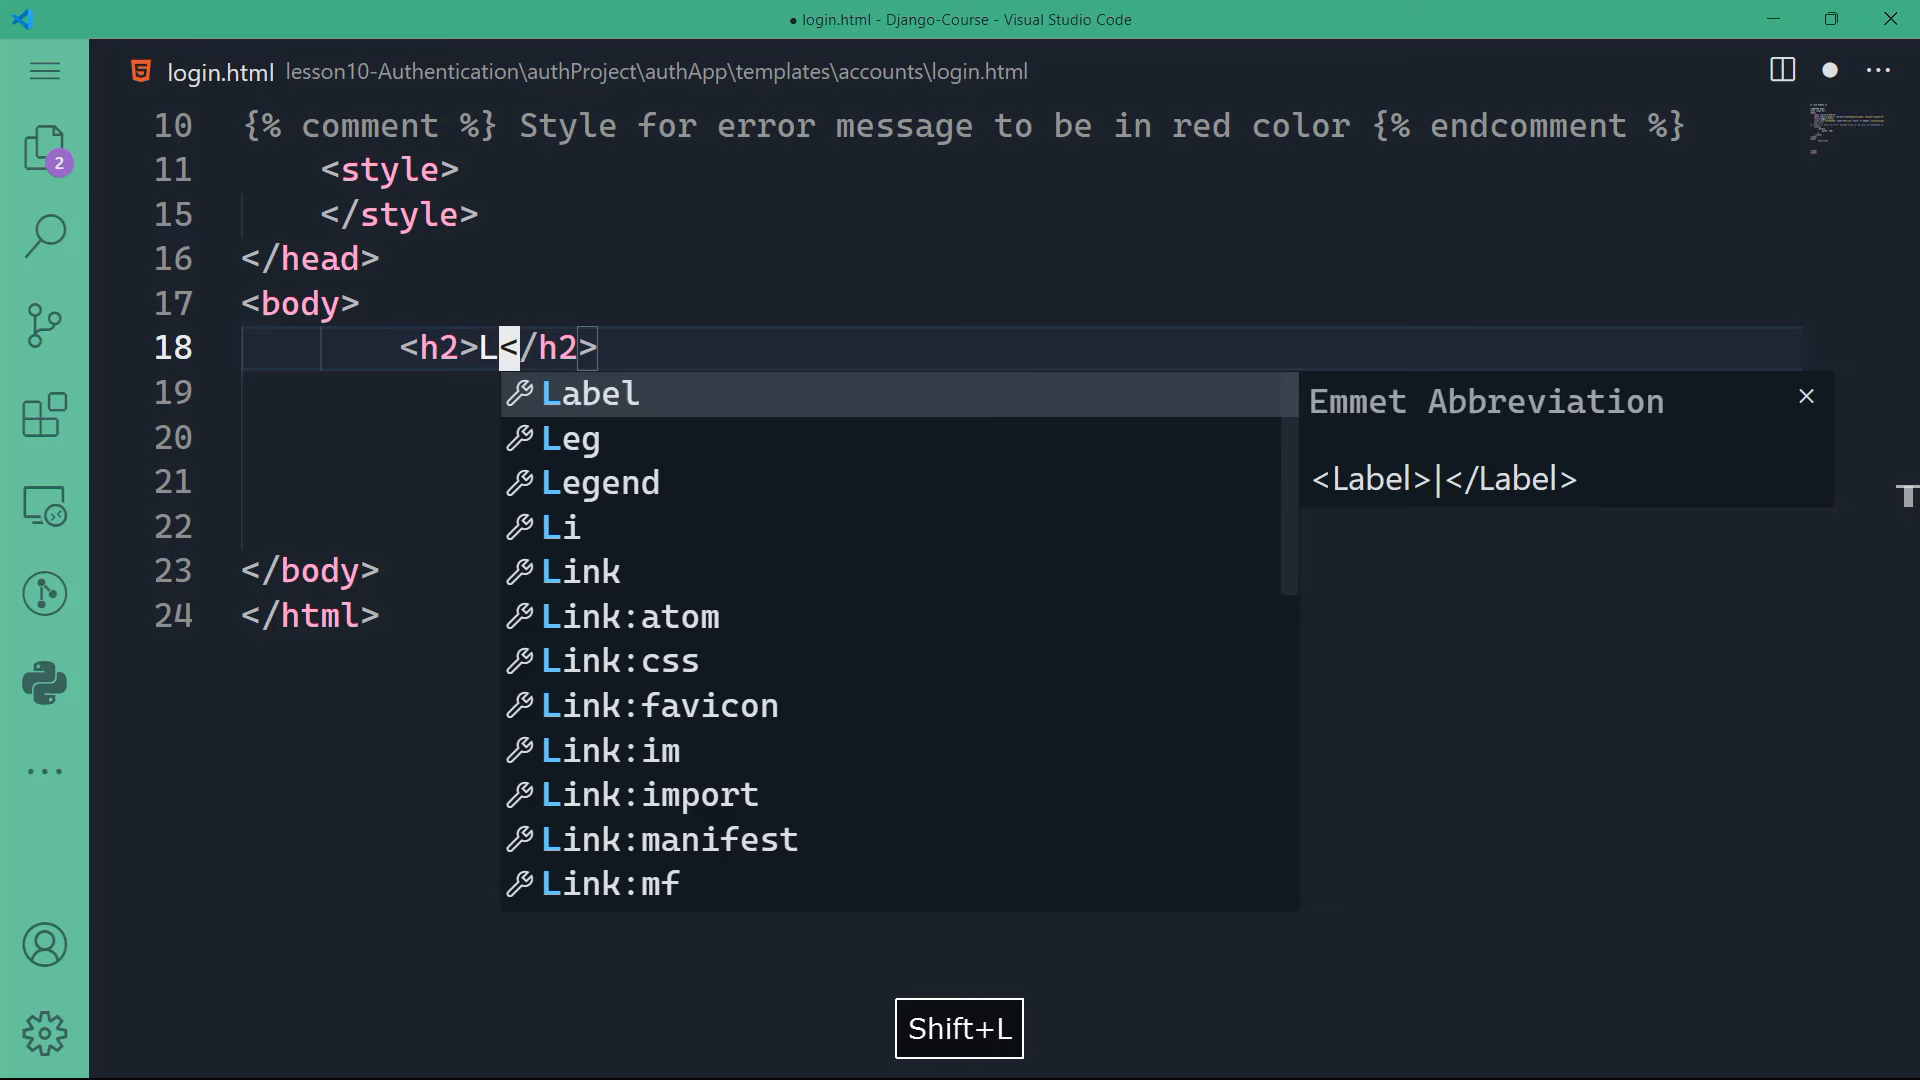 ● login.html - Django-Course - Visual Studio Code
login.html lesson10-Authentication\authProject\authApp\templates\accounts\login.html
10 {% comment %} Style for error message to be in red color {% endcomment %}
11 <style>
15 </style>
16 </head>
17 <body>
18 <h2>L</h2>
19
20
21
22
23 </body>
24 </html>
2
Label
Leg
Legend
Li
Link
Link:atom
Link:css
Link:favicon
Link:im
Link:import
Link:manifest
Link:mf
Emmet Abbreviation
<Label>|</Label>
Shift+L